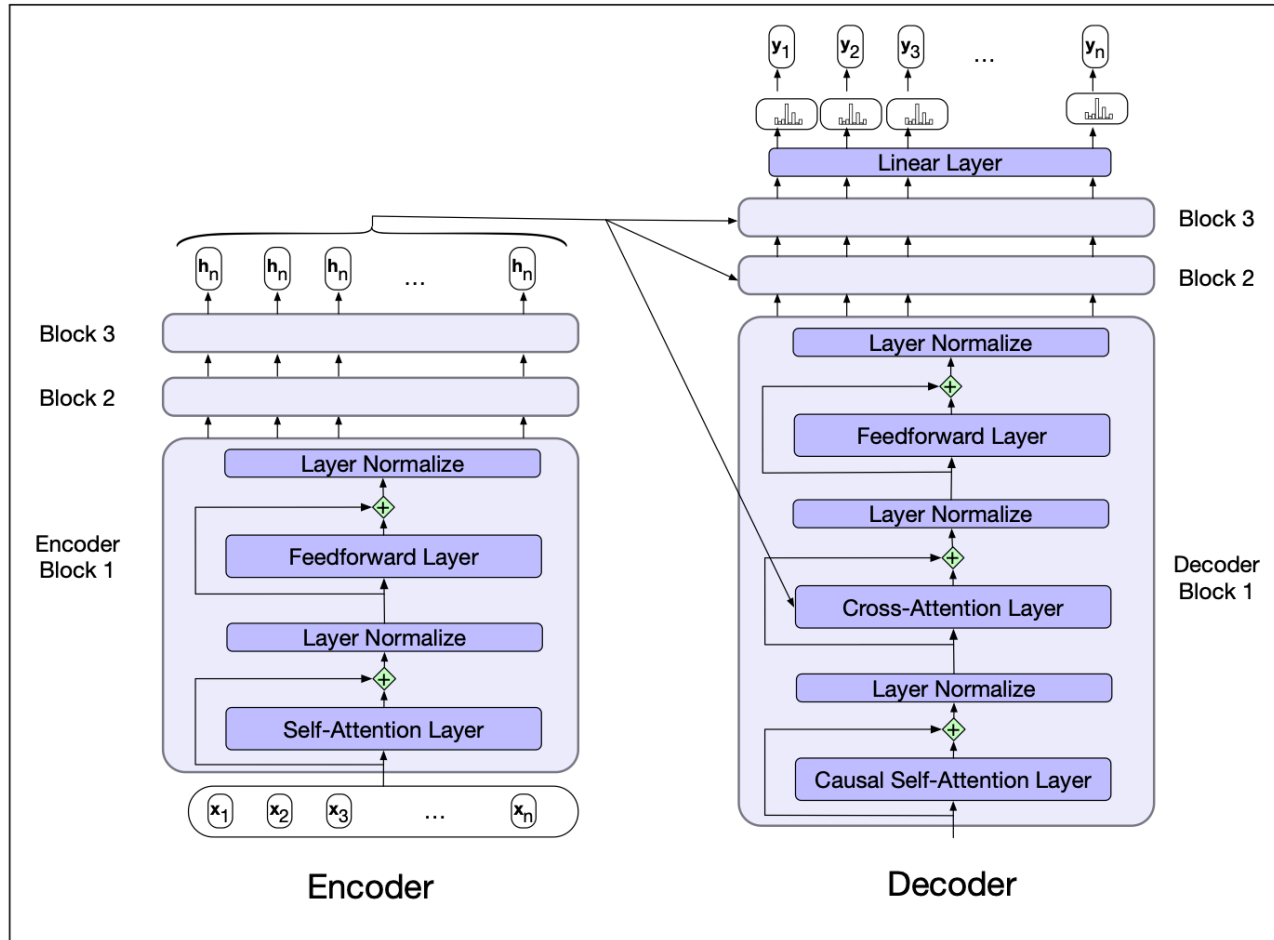 y1 y2 y3 ... yn
Linear Layer
Block 3
Block 2
Layer Normalize
+
Feedforward Layer
Layer Normalize
+
Cross-Attention Layer
Decoder
Block 1
Layer Normalize
+
Causal Self-Attention Layer
Decoder
hn hn hn ... hn
Block 3
Block 2
Layer Normalize
+
Feedforward Layer
Encoder
Block 1
Layer Normalize
+
Self-Attention Layer
x1 x2 x3 ... xn
Encoder